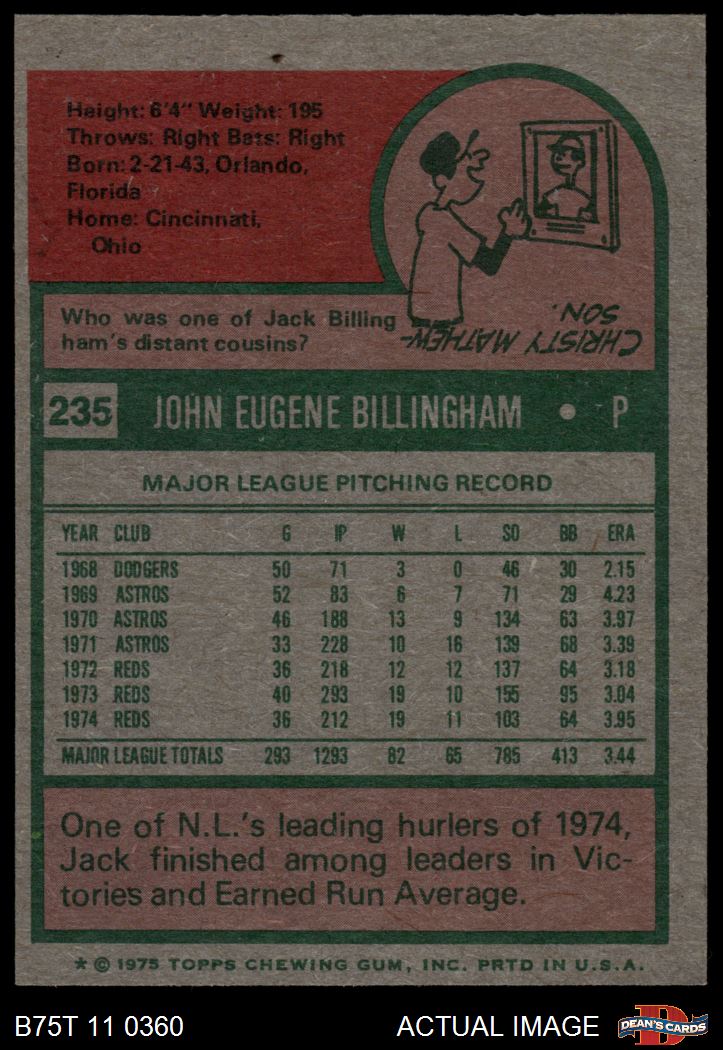 Height: 6'4" Weight: 195
Throws: Right Bats: Right
Born: 2-21-43, Orlando,
Florida
Home: Cincinnati,
Ohio
Who was one of Jack Billing
ham's distant cousins?
CHRISTY MATHEW-
SON.
235 JOHN EUGENE BILLINGHAM • P
MAJOR LEAGUE PITCHING RECORD
YEAR CLUB G IP W L SO BB ERA
1968 DODGERS 50 71 3 0 46 30 2.15
1969 ASTROS 52 83 6 7 71 29 4.23
1970 ASTROS 46 188 13 9 134 63 3.97
1971 ASTROS 33 228 10 16 139 68 3.39
1972 REDS 36 218 12 12 137 64 3.18
1973 REDS 40 293 19 10 155 95 3.04
1974 REDS 36 212 19 11 103 64 3.95
MAJOR LEAGUE TOTALS 293 1293 82 65 785 413 3.44
One of N.L.'s leading hurlers of 1974,
Jack finished among leaders in Vic-
tories and Earned Run Average.
* © 1975 TOPPS CHEWING GUM, INC. PRTD IN U.S.A.
B75T 11 0360 ACTUAL IMAGE
DEAN'S CARDS